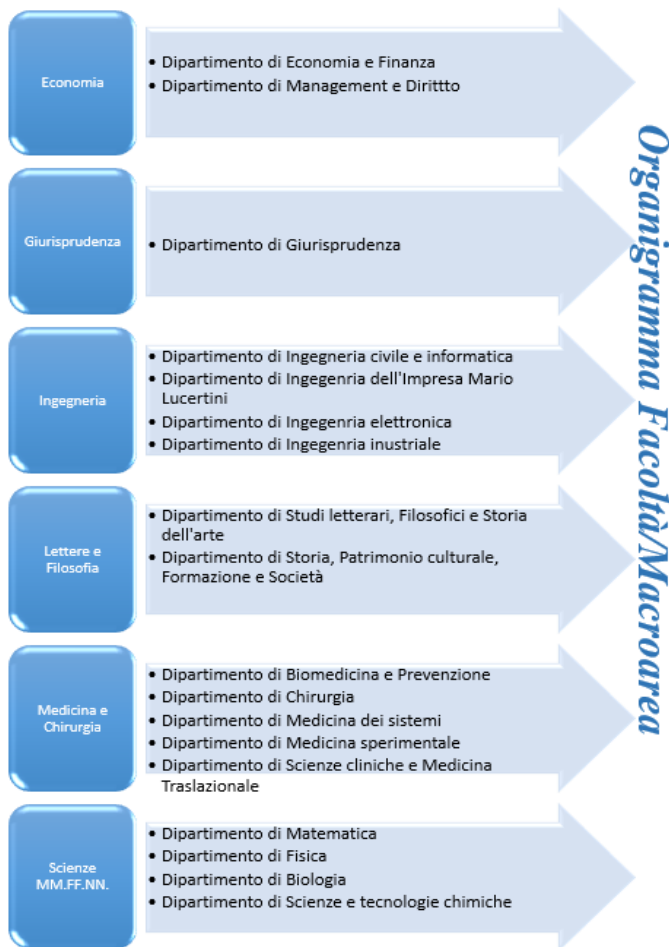 Economia
• Dipartimento di Economia e Finanza
• Dipartimento di Management e Dirittto
Giurisprudenza
• Dipartimento di Giurisprudenza
Ingegneria
• Dipartimento di Ingegneria civile e informatica
• Dipartimento di Ingegenria dell'Impresa Mario
Lucertini
• Dipartimento di Ingegenria elettronica
• Dipartimento di Ingegenria inustriale
Lettere e
Filosofia
• Dipartimento di Studi letterari, Filosofici e Storia
dell'arte
• Dipartimento di Storia, Patrimonio culturale,
Formazione e Società
Medicina e
Chirurgia
• Dipartimento di Biomedicina e Prevenzione
• Dipartimento di Chirurgia
• Dipartimento di Medicina dei sistemi
• Dipartimento di Medicina sperimentale
• Dipartimento di Scienze cliniche e Medicina
Traslazionale
Scienze
MM.FF.NN.
• Dipartimento di Matematica
• Dipartimento di Fisica
• Dipartimento di Biologia
• Dipartimento di Scienze e tecnologie chimiche
Organigramma Facoltà/Macroarea